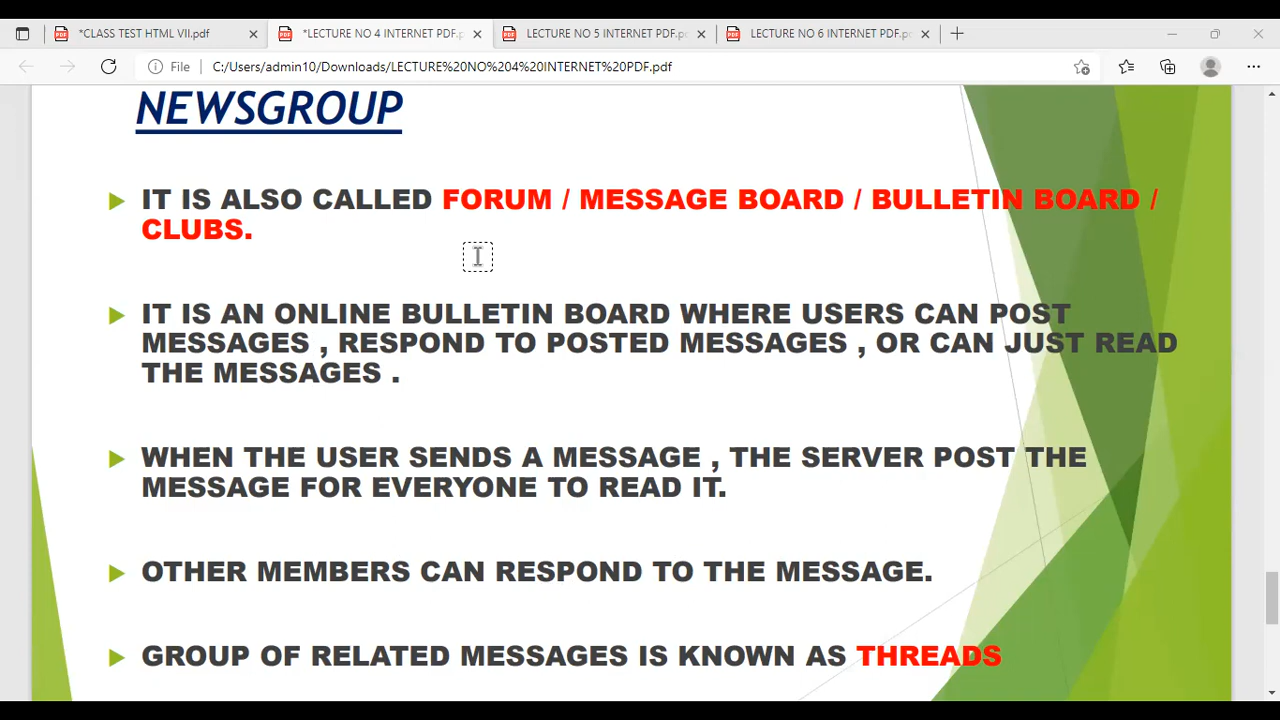 *CLASS TEST HTML VII.pdf
*LECTURE NO 4 INTERNET PDF.p
LECTURE NO 5 INTERNET PDF.p
LECTURE NO 6 INTERNET PDF.p
File
C:/Users/admin10/Downloads/LECTURE%20NO%204%20INTERNET%20PDF.pdf
NEWSGROUP
IT IS ALSO CALLED FORUM / MESSAGE BOARD / BULLETIN BOARD /
CLUBS.
IT IS AN ONLINE BULLETIN BOARD WHERE USERS CAN POST
MESSAGES , RESPOND TO POSTED MESSAGES , OR CAN JUST READ
THE MESSAGES .
WHEN THE USER SENDS A MESSAGE , THE SERVER POST THE
MESSAGE FOR EVERYONE TO READ IT.
OTHER MEMBERS CAN RESPOND TO THE MESSAGE.
GROUP OF RELATED MESSAGES IS KNOWN AS THREADS